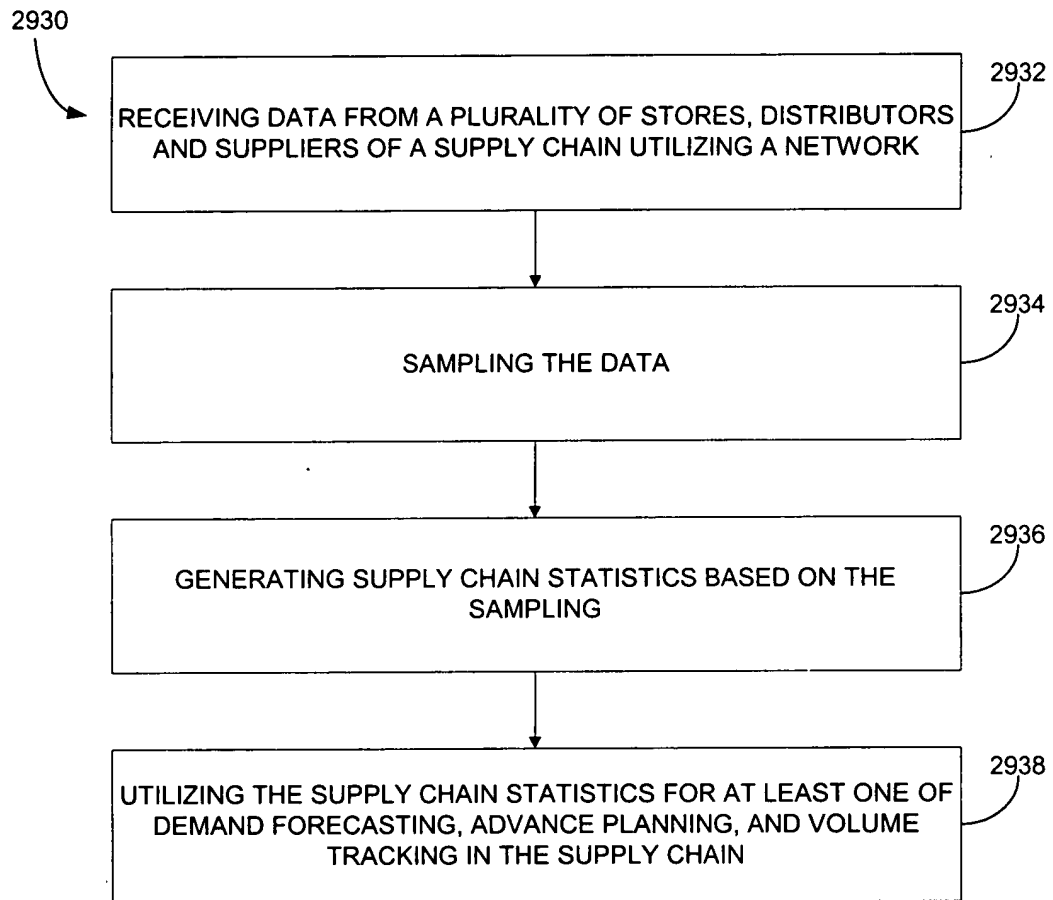 2930
2932
RECEIVING DATA FROM A PLURALITY OF STORES, DISTRIBUTORS
AND SUPPLIERS OF A SUPPLY CHAIN UTILIZING A NETWORK
2934
SAMPLING THE DATA
2936
GENERATING SUPPLY CHAIN STATISTICS BASED ON THE
SAMPLING
2938
UTILIZING THE SUPPLY CHAIN STATISTICS FOR AT LEAST ONE OF
DEMAND FORECASTING, ADVANCE PLANNING, AND VOLUME
TRACKING IN THE SUPPLY CHAIN